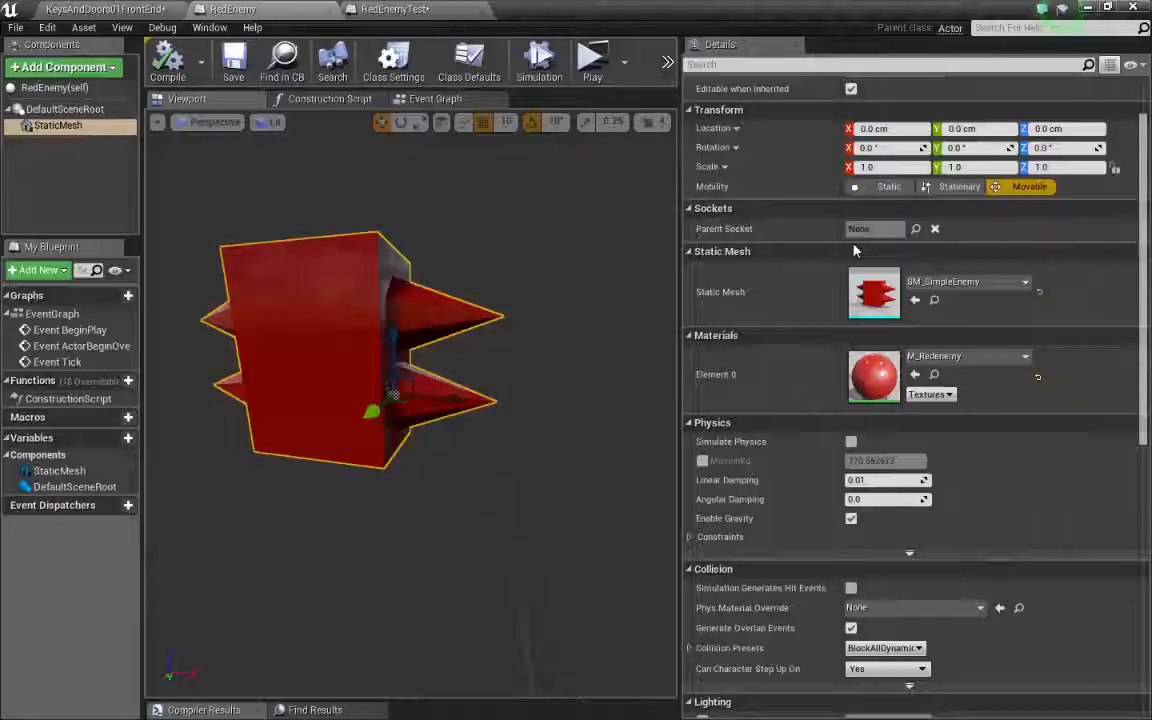 KeysAndDoors01FrontEnd*
RedEnemy
RedEnemyTest*
File Edit Asset View Debug Window Help
Parent class: Actor
Search For Help
Components
+Add Component
RedEnemy(self)
DefaultSceneRoot
StaticMesh
My Blueprint
+Add New
Graphs
EventGraph
Event BeginPlay
Event ActorBeginOve
Event Tick
Functions (18 Overridable)
ConstructionScript
Macros
Variables
Components
StaticMesh
DefaultSceneRoot
Event Dispatchers
Compile Save Find in CB Search Class Settings Class Defaults Simulation Play
Viewport Construction Script Event Graph
Perspective Lit 10 10° 0.25 4
Compiler Results Find Results
Details
Search
Editable when Inherited
Transform
Location X 0.0 cm Y 0.0 cm Z 0.0 cm
Rotation X 0.0 ° Y 0.0 ° Z 0.0 °
Scale X 1.0 Y 1.0 Z 1.0
Mobility Static Stationary Movable
Sockets
Parent Socket None
Static Mesh
Static Mesh SM_SimpleEnemy
Materials
Element 0 M_Redenemy
Textures
Physics
Simulate Physics
Linear Damping 0.01
Angular Damping 0.0
Enable Gravity
Constraints
Collision
Simulation Generates Hit Events
Phys Material Override None
Generate Overlap Events
Collision Presets BlockAllDynamic
Can Character Step Up On Yes
Lighting